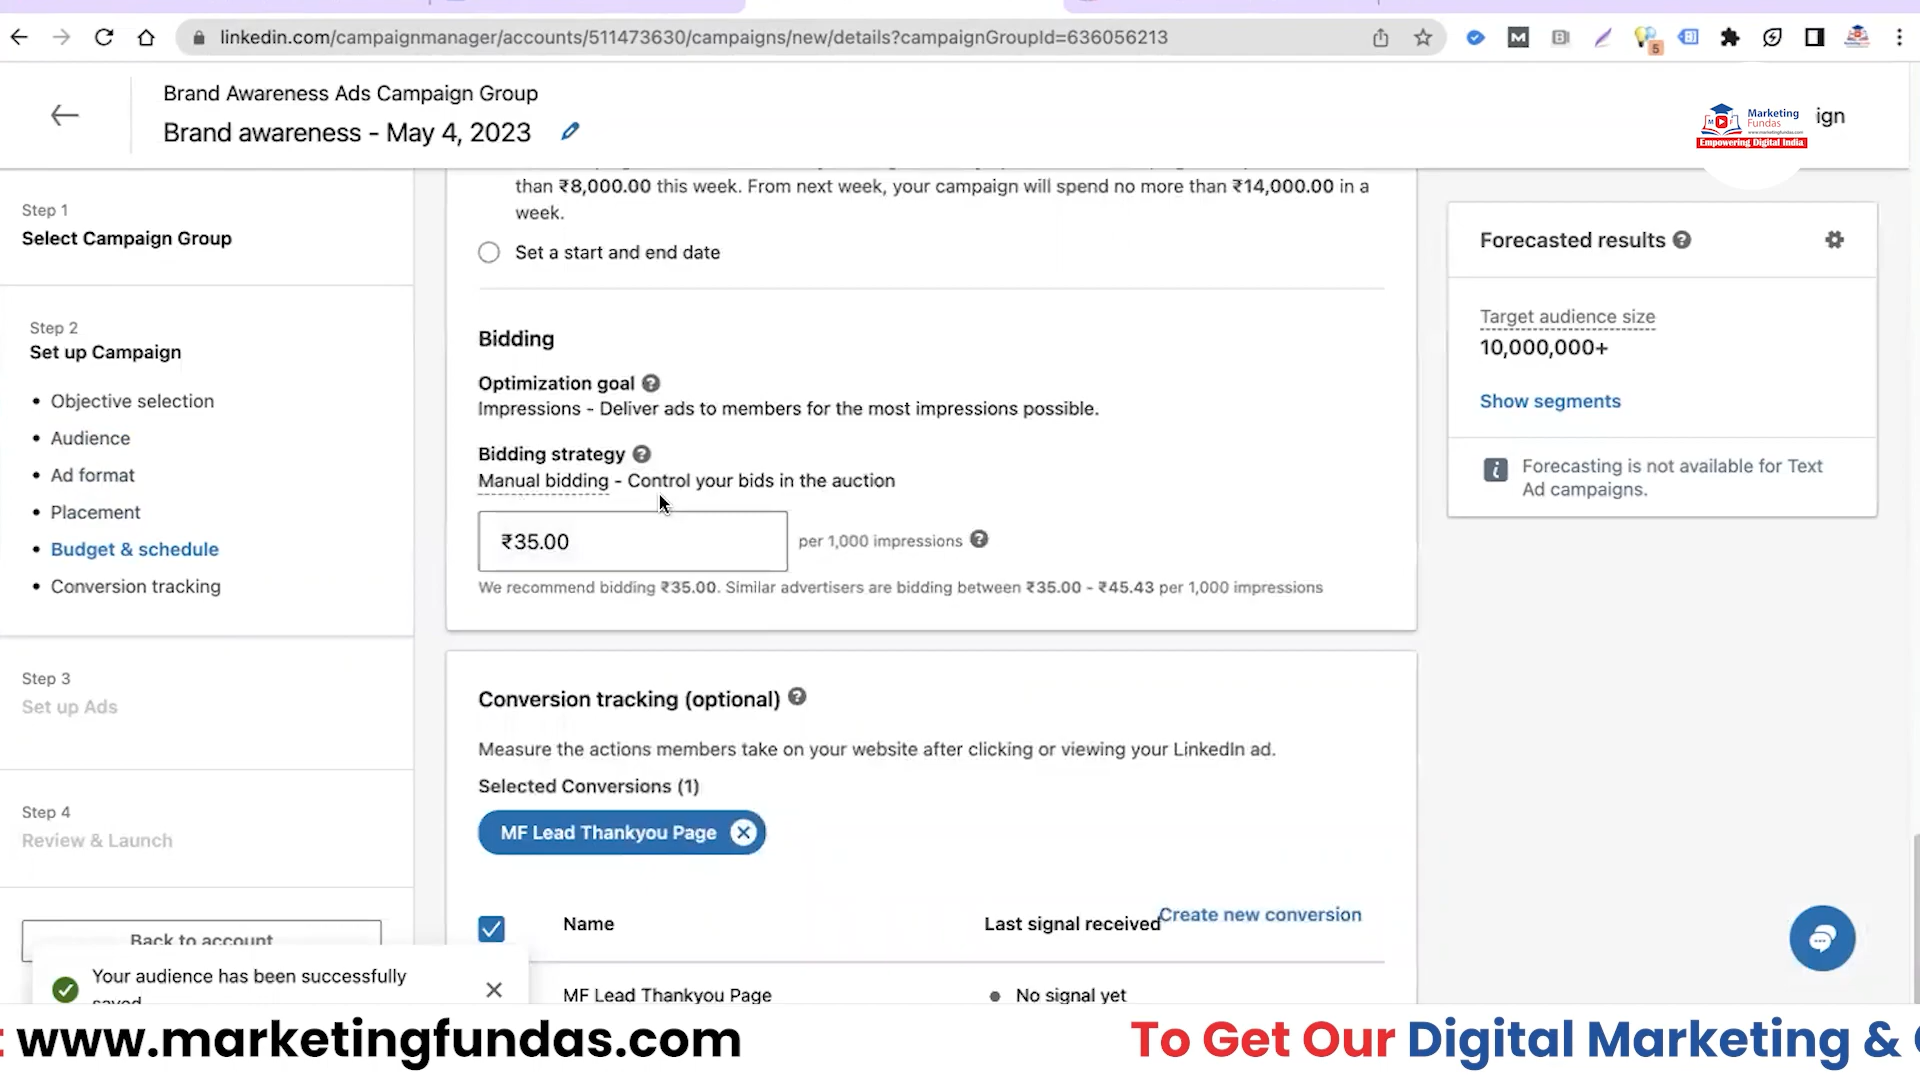 linkedin.com/campaignmanager/accounts/511473630/campaigns/new/details?campaignGroupId=636056213
M
5
Brand Awareness Ads Campaign Group
Brand awareness - May 4, 2023
Marketing
Fundas
www.marketingfundas.com
Empowering Digital India
ign
Step 1
Select Campaign Group
Step 2
Set up Campaign
• Objective selection
• Audience
• Ad format
• Placement
• Budget & schedule
• Conversion tracking
Step 3
Set up Ads
Step 4
Review & Launch
Back to account
Your audience has been successfully
saved
than ₹8,000.00 this week. From next week, your campaign will spend no more than ₹14,000.00 in a
week.
Set a start and end date
Bidding
Optimization goal
Impressions - Deliver ads to members for the most impressions possible.
Bidding strategy
Manual bidding - Control your bids in the auction
₹35.00 per 1,000 impressions
We recommend bidding ₹35.00. Similar advertisers are bidding between ₹35.00 - ₹45.43 per 1,000 impressions
Conversion tracking (optional)
Measure the actions members take on your website after clicking or viewing your LinkedIn ad.
Selected Conversions (1)
MF Lead Thankyou Page
Name Last signal received Create new conversion
MF Lead Thankyou Page No signal yet
Forecasted results
Target audience size
10,000,000+
Show segments
Forecasting is not available for Text
Ad campaigns.
www.marketingfundas.com To Get Our Digital Marketing &